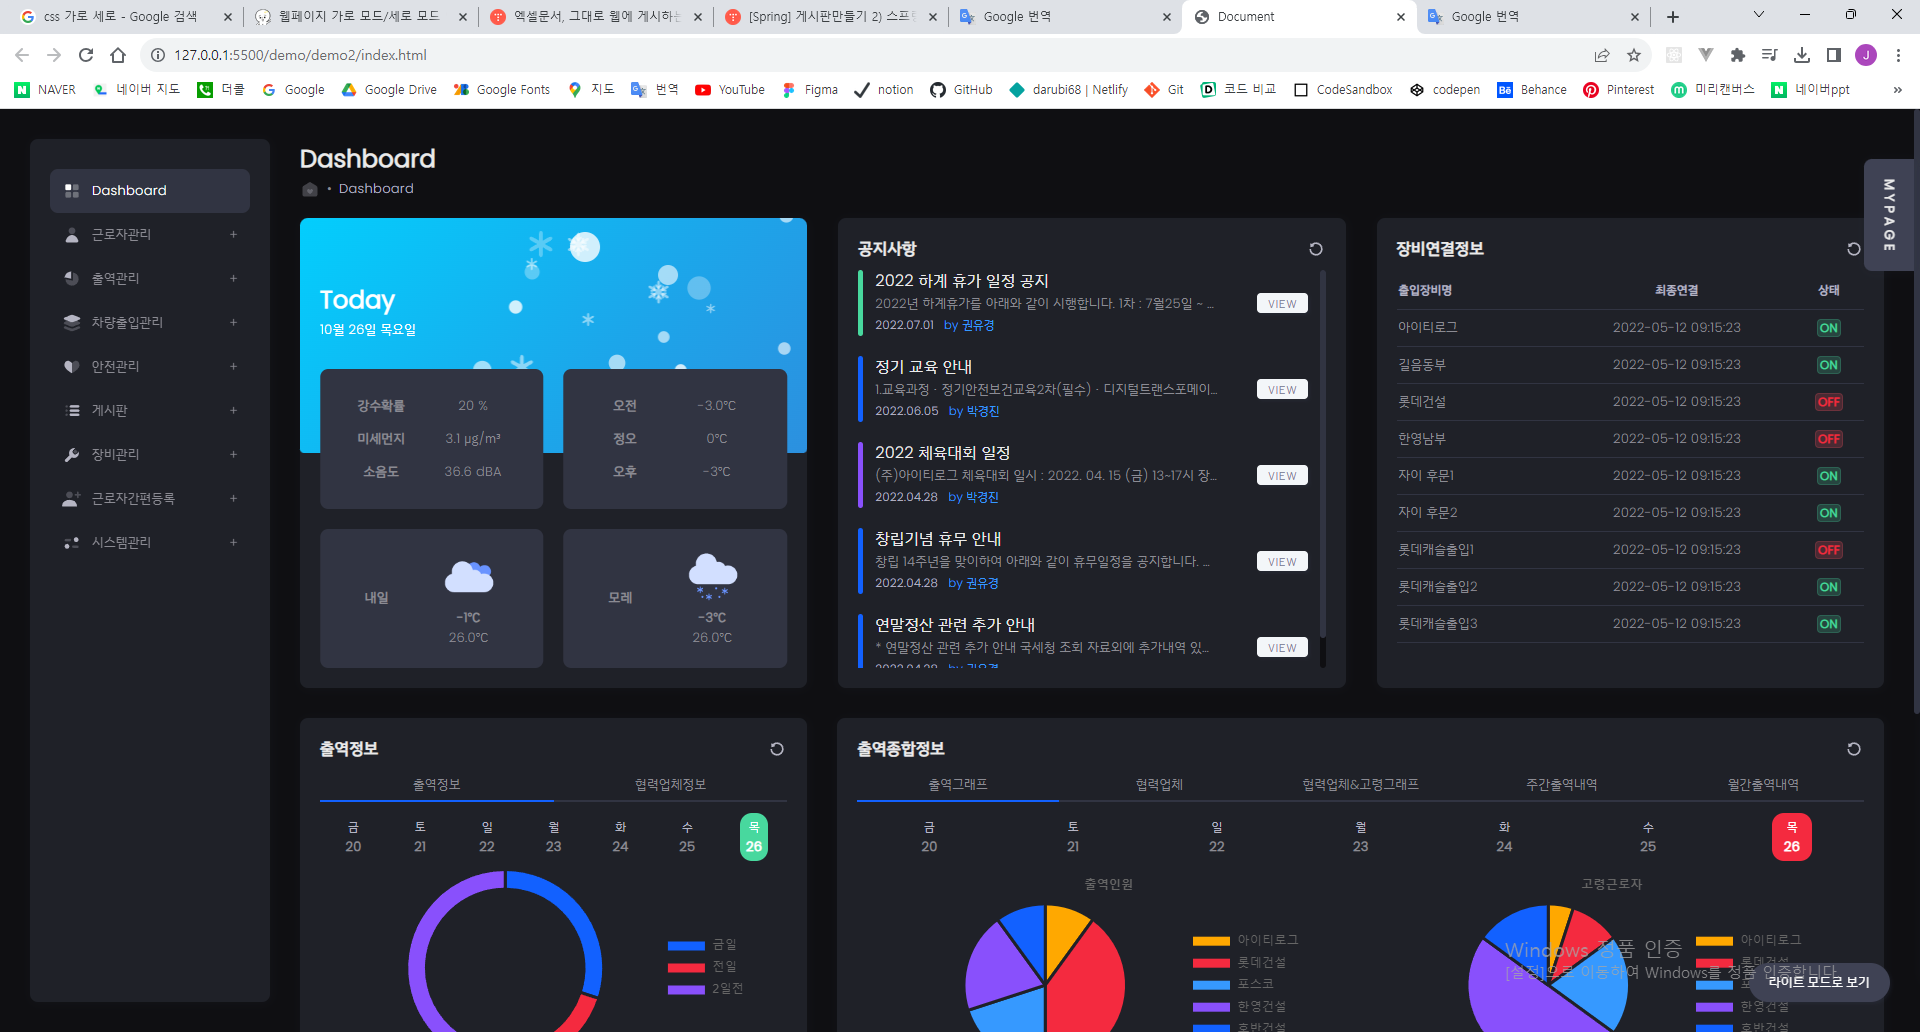 css 가로 세로 - Google 검색
웹페이지 가로 모드/세로 모드
엑셀문서, 그대로 웹에 게시하는
[Spring] 게시판만들기 2) 스프
Google 번역
Document
Google 번역
127.0.0.1:5500/demo/demo2/index.html
J
NAVER 네이버 지도 더쿨 Google Google Drive Google Fonts 지도 번역 YouTube Figma notion GitHub darubi68 | Netlify Git 코드 비교 CodeSandbox codepen Behance Pinterest 미리캔버스 네이버ppt »
Dashboard
근로자관리 +
출역관리 +
차량출입관리 +
안전관리 +
게시판 +
장비관리 +
근로자간편등록 +
시스템관리 +
Dashboard
• Dashboard
MYPAGE
Today
10월 26일 목요일
강수확률 20 %
미세먼지 3.1 μg/m³
소음도 36.6 dBA
오전 -3.0°C
정오 0°C
오후 -3°C
내일
-1°C
26.0°C
모레
-3°C
26.0°C
공지사항
2022 하계 휴가 일정 공지
2022년 하계휴가를 아래와 같이 시행합니다. 1차 : 7월25일 ~ ...
2022.07.01 by 권유경
VIEW
정기 교육 안내
1.교육과정 - 정기안전보건교육2차(필수) - 디지털트랜스포메이...
2022.06.05 by 박경진
VIEW
2022 체육대회 일정
(주)아이티로그 체육대회 일시 : 2022. 04. 15 (금) 13~17시 장...
2022.04.28 by 박경진
VIEW
창립기념 휴무 안내
창립 14주년을 맞이하여 아래와 같이 휴무일정을 공지합니다. ...
2022.04.28 by 권유경
VIEW
연말정산 관련 추가 안내
* 연말정산 관련 추가 안내 국세청 조회 자료외에 추가내역 있...
2022.04.28 by 권유경
VIEW
장비연결정보
출입장비명 최종연결 상태
아이티로그 2022-05-12 09:15:23 ON
길음동부 2022-05-12 09:15:23 ON
롯데건설 2022-05-12 09:15:23 OFF
한영남부 2022-05-12 09:15:23 OFF
자이 후문1 2022-05-12 09:15:23 ON
자이 후문2 2022-05-12 09:15:23 ON
롯데캐슬출입1 2022-05-12 09:15:23 OFF
롯데캐슬출입2 2022-05-12 09:15:23 ON
롯데캐슬출입3 2022-05-12 09:15:23 ON
출역정보
출역정보 협력업체정보
금 토 일 월 화 수 목
20 21 22 23 24 25 26
금일
전일
2일전
출역종합정보
출역그래프 협력업체 협력업체&고령그래프 주간출역내역 월간출역내역
금 토 일 월 화 수 목
20 21 22 23 24 25 26
출역인원
아이티로그
롯데건설
포스코
한영건설
호반건설
고령근로자
아이티로그
롯데건설
한영건설
호반건설
Windows 정품 인증
[설정]으로 이동하여 Windows를 정품 인증합니다.
라이트 모드로 보기